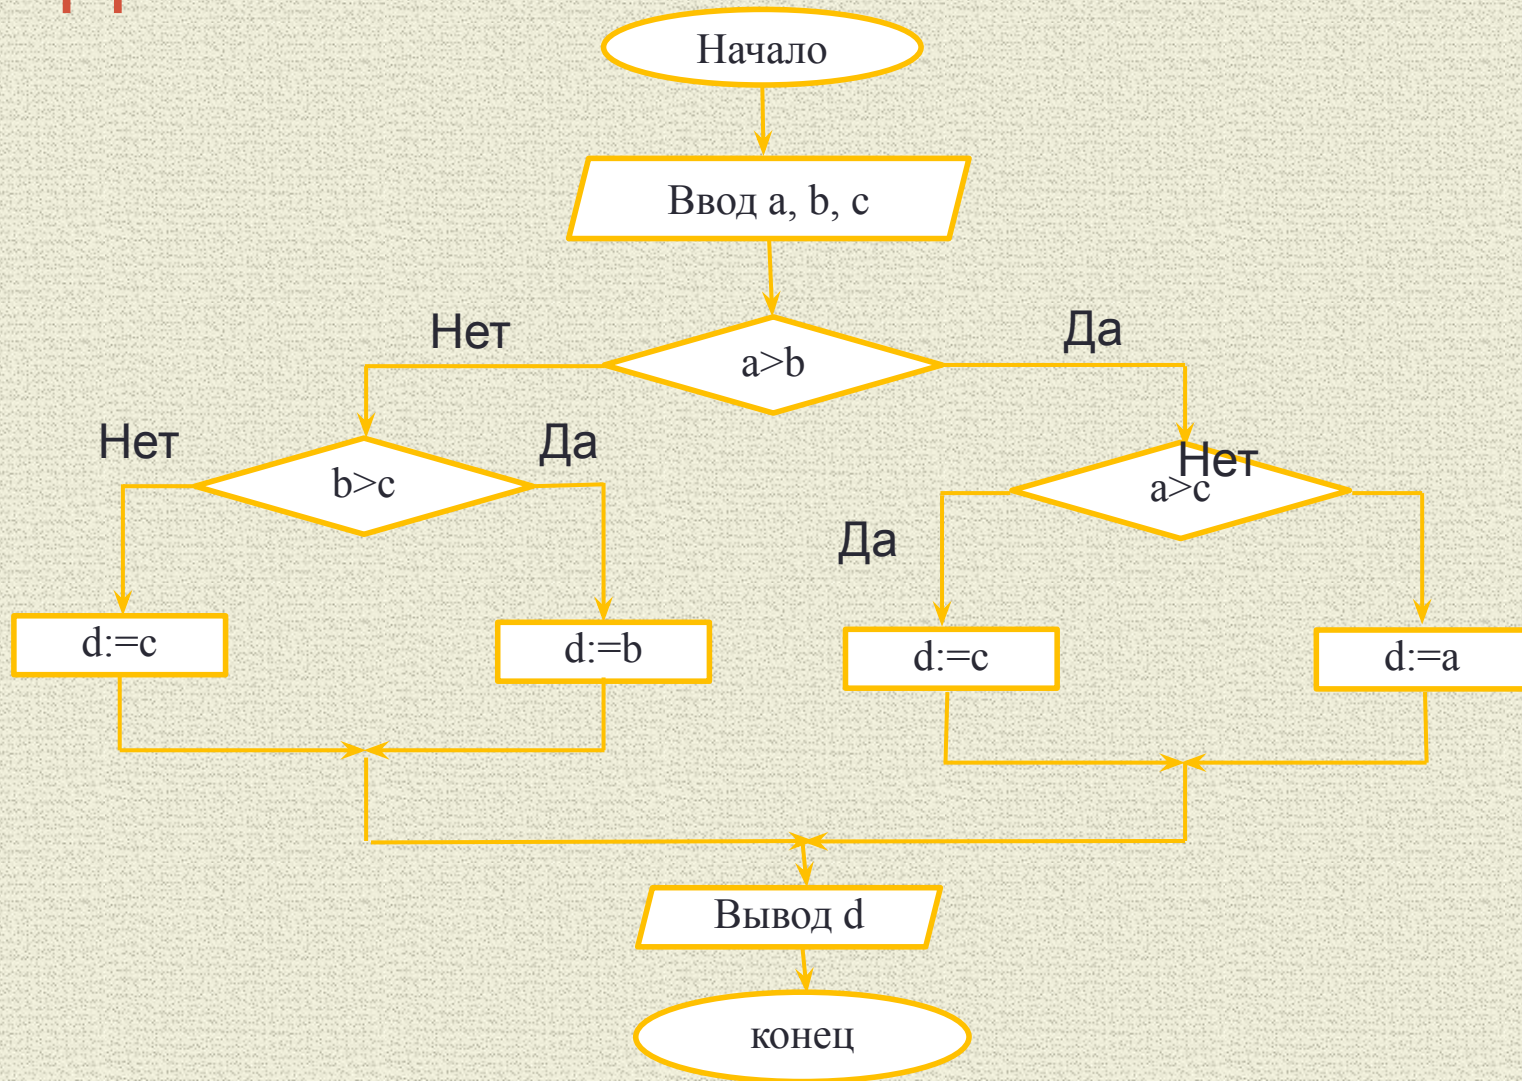 Начало
Ввод a, b, c
Нет
Да
a>b
Нет
Да
b>c
Нет
a>c
Да
d:=c
d:=b
d:=c
d:=a
Вывод d
конец